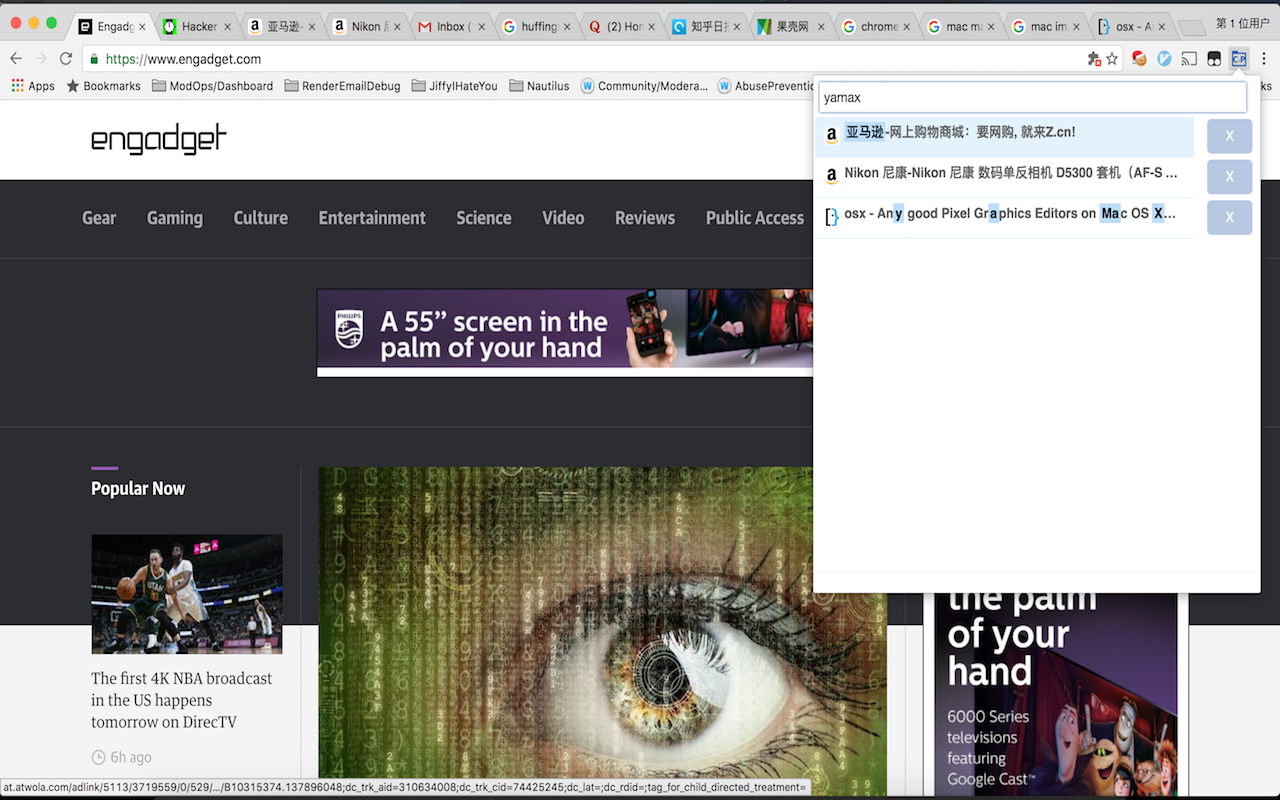 Engadg
Hacker
亚马逊-
Nikon 尼
Inbox (
huffing
(2) Hor
知乎日报
果壳网
chrome
mac ma
mac im
osx - A
第 1 位用户
https://www.engadget.com
Apps
Bookmarks
ModOps/Dashboard
RenderEmailDebug
JiffyIHateYou
Nautilus
Community/Modera...
AbusePreventio
ks
yamax
亚马逊-网上购物商城：要网购, 就来Z.cn!
X
Nikon 尼康-Nikon 尼康 数码单反相机 D5300 套机（AF-S ...
X
osx - Any good Pixel Graphics Editors on Mac OS X...
X
engadget
Gear
Gaming
Culture
Entertainment
Science
Video
Reviews
Public Access
PHILIPS
A 55” screen in the
palm of your hand
Popular Now
The first 4K NBA broadcast
in the US happens
tomorrow on DirecTV
6h ago
the palm
of your
hand
6000 Series
televisions
featuring
Google Cast™
at.atwola.com/adlink/5113/3719559/0/529/.../B10315374.137896048;dc_trk_aid=310634008;dc_trk_cid=74425245;dc_lat=;dc_rdid=;tag_for_child_directed_treatment=